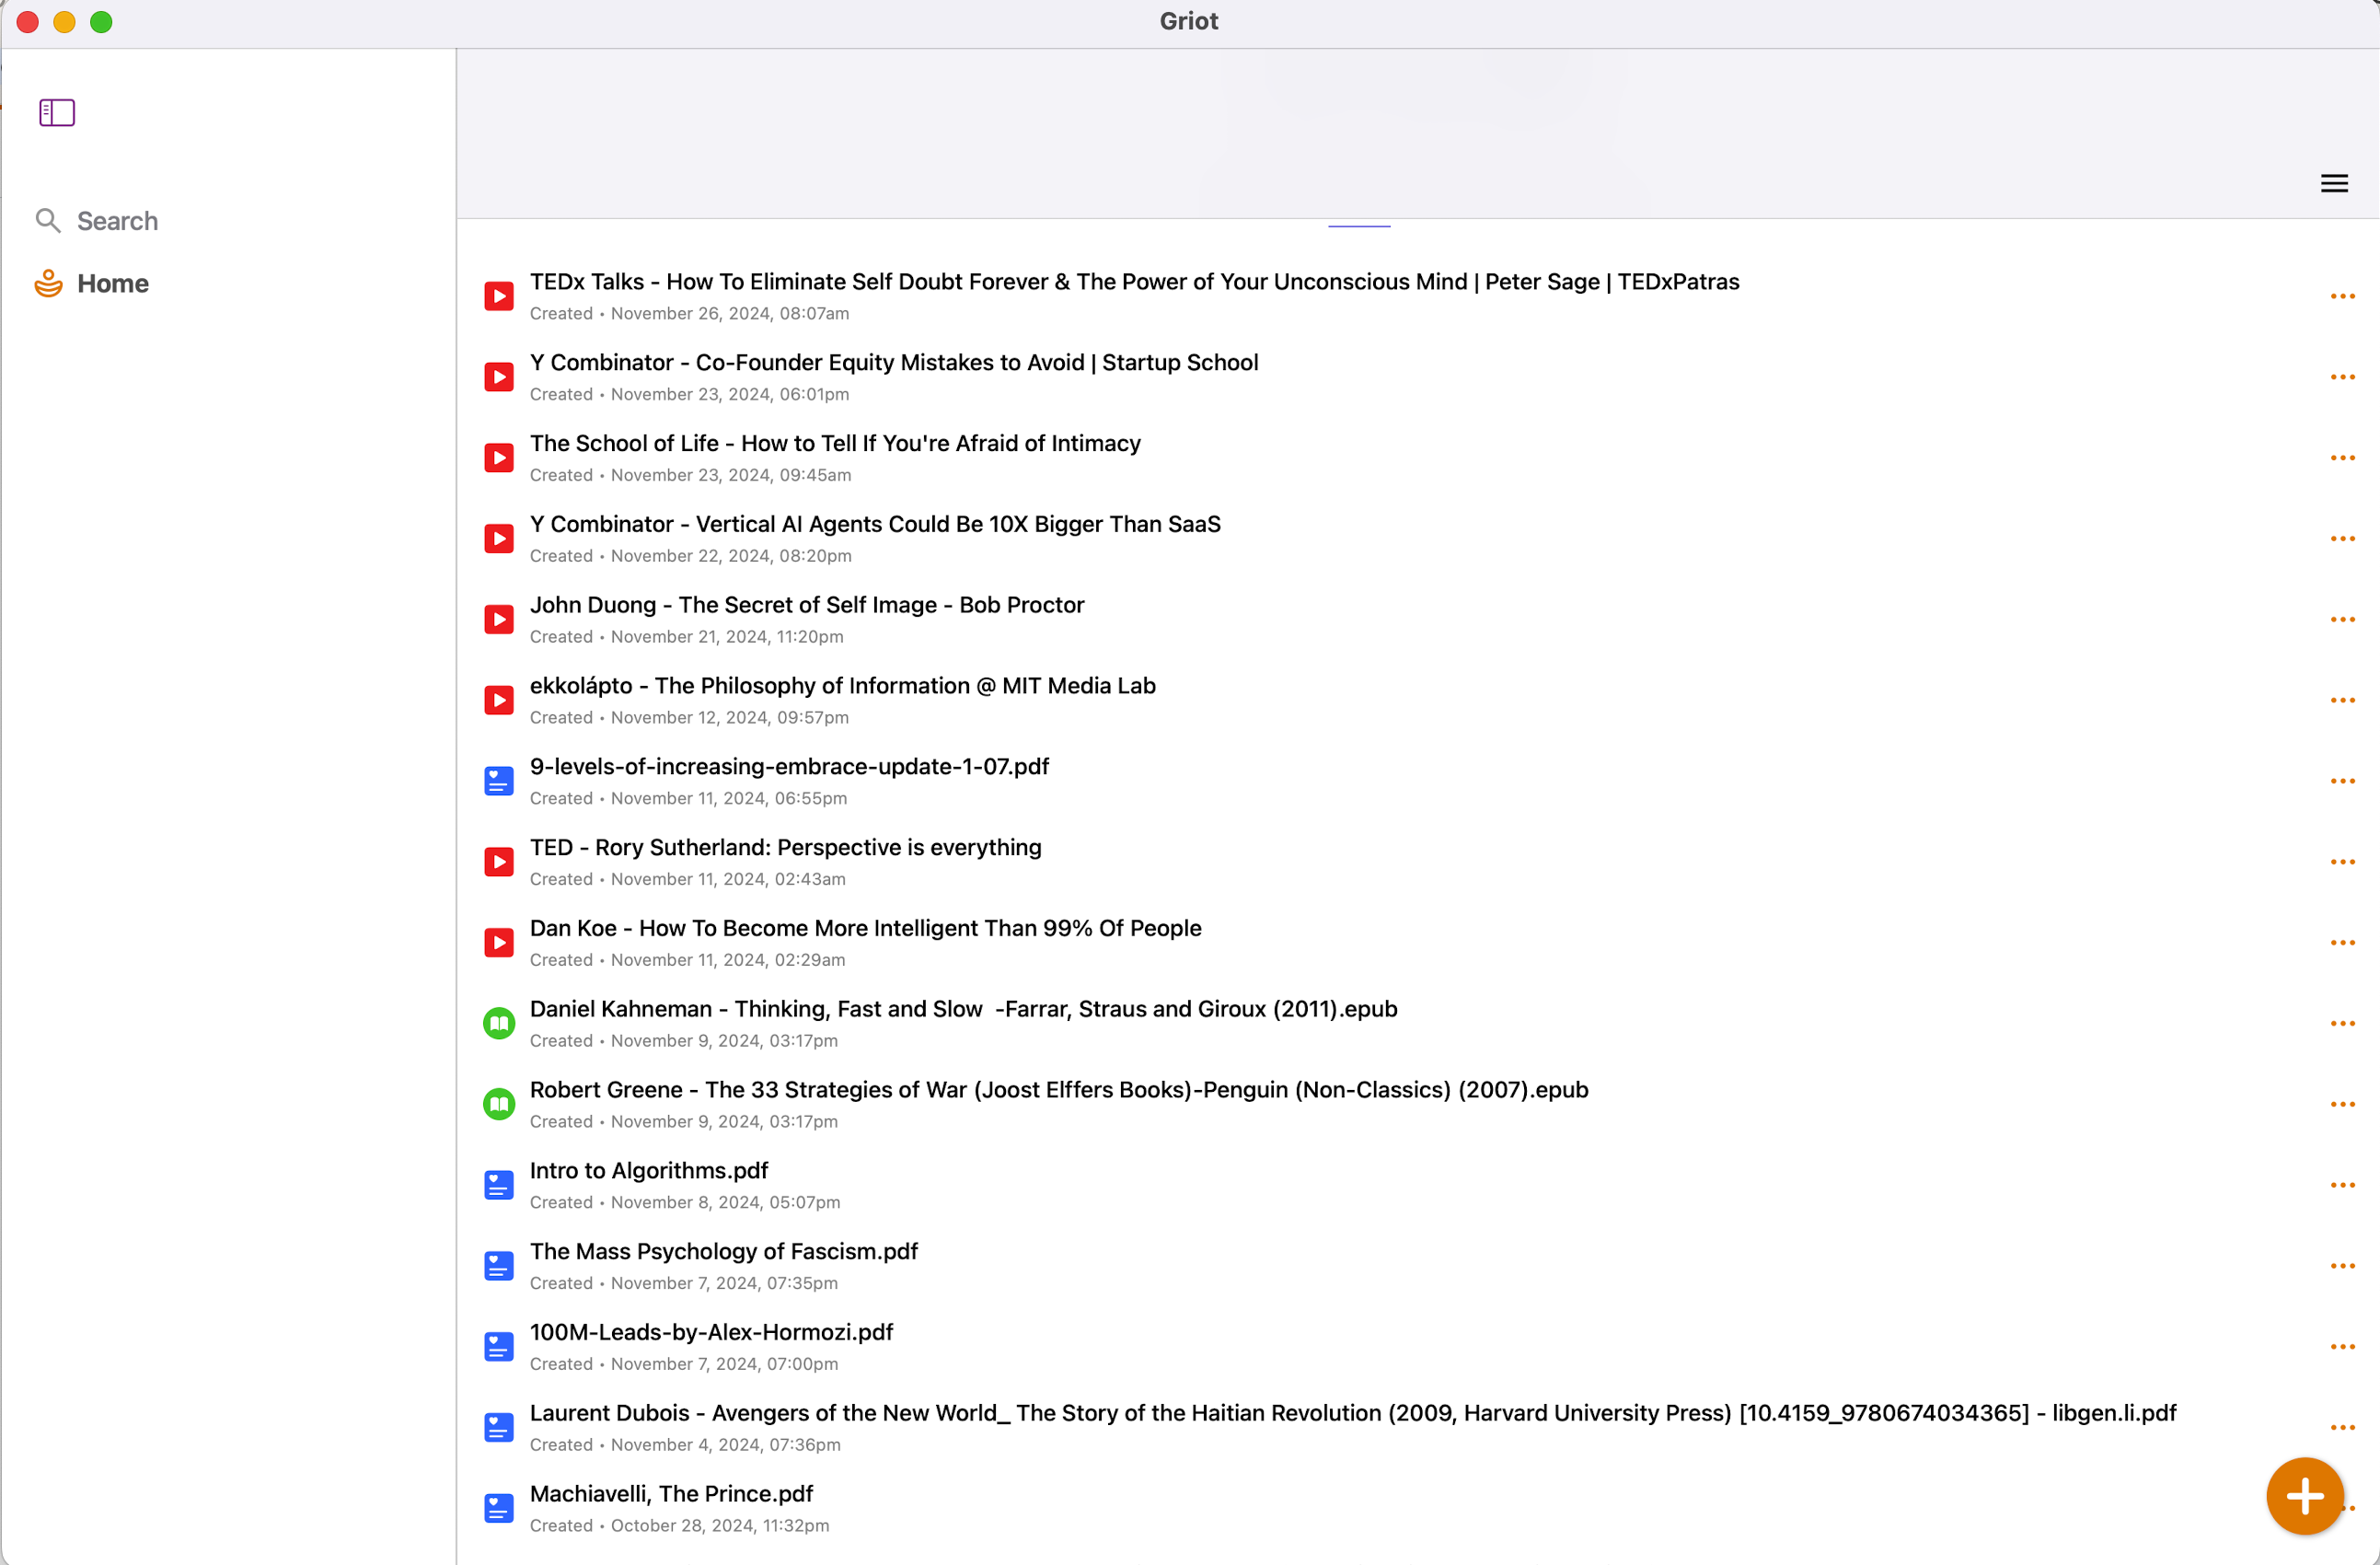 Griot
Search
Home
TEDx Talks - How To Eliminate Self Doubt Forever & The Power of Your Unconscious Mind | Peter Sage | TEDxPatras
Created • November 26, 2024, 08:07am
Y Combinator - Co-Founder Equity Mistakes to Avoid | Startup School
Created • November 23, 2024, 06:01pm
The School of Life - How to Tell If You're Afraid of Intimacy
Created • November 23, 2024, 09:45am
Y Combinator - Vertical AI Agents Could Be 10X Bigger Than SaaS
Created • November 22, 2024, 08:20pm
John Duong - The Secret of Self Image - Bob Proctor
Created • November 21, 2024, 11:20pm
ekkolápto - The Philosophy of Information @ MIT Media Lab
Created • November 12, 2024, 09:57pm
9-levels-of-increasing-embrace-update-1-07.pdf
Created • November 11, 2024, 06:55pm
TED - Rory Sutherland: Perspective is everything
Created • November 11, 2024, 02:43am
Dan Koe - How To Become More Intelligent Than 99% Of People
Created • November 11, 2024, 02:29am
Daniel Kahneman - Thinking, Fast and Slow  -Farrar, Straus and Giroux (2011).epub
Created • November 9, 2024, 03:17pm
Robert Greene - The 33 Strategies of War (Joost Elffers Books)-Penguin (Non-Classics) (2007).epub
Created • November 9, 2024, 03:17pm
Intro to Algorithms.pdf
Created • November 8, 2024, 05:07pm
The Mass Psychology of Fascism.pdf
Created • November 7, 2024, 07:35pm
100M-Leads-by-Alex-Hormozi.pdf
Created • November 7, 2024, 07:00pm
Laurent Dubois - Avengers of the New World_ The Story of the Haitian Revolution (2009, Harvard University Press) [10.4159_9780674034365] - libgen.li.pdf
Created • November 4, 2024, 07:36pm
Machiavelli, The Prince.pdf
Created • October 28, 2024, 11:32pm